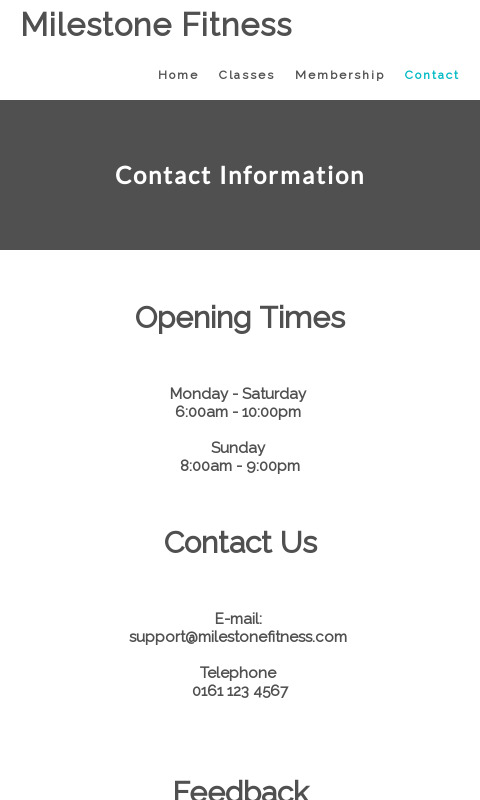 Milestone Fitness
Home Classes Membership Contact
Contact Information
Opening Times
Monday - Saturday
6:00am - 10:00pm
Sunday
8:00am - 9:00pm
Contact Us
E-mail:
support@milestonefitness.com
Telephone
0161 123 4567
Feedback